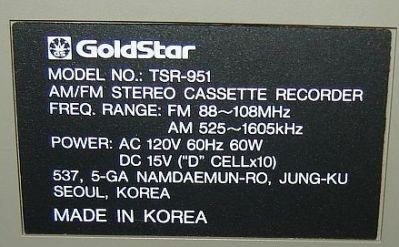 GS GoldStar
MODEL NO.: TSR-951
AM/FM STEREO CASSETTE RECORDER
FREQ. RANGE: FM 88~108MHz
AM 525~1605kHz
POWER: AC 120V 60Hz 60W
DC 15V ("D" CELLx10)
537, 5-GA NAMDAEMUN-RO, JUNG-KU
SEOUL, KOREA
MADE IN KOREA